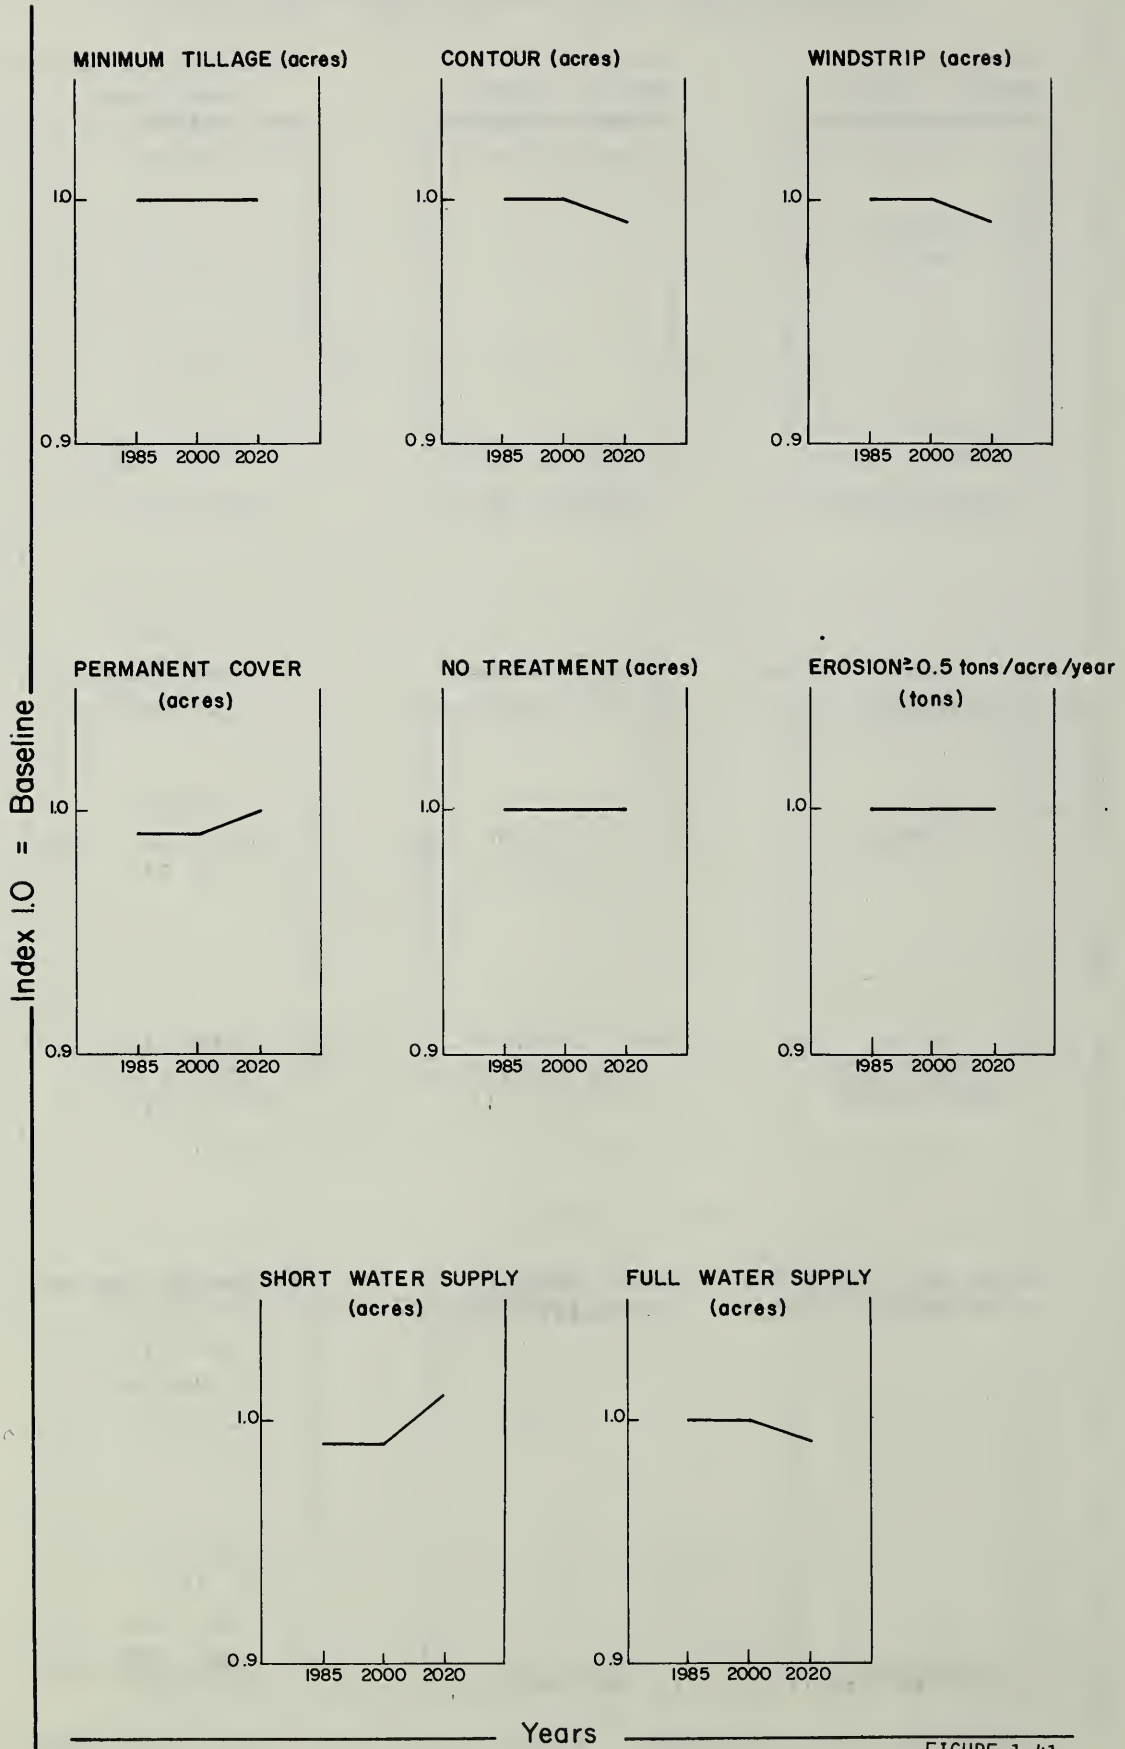 MINIMUM TILLAGE (acres)
1.0
0.9
1985 2000 2020
CONTOUR (acres)
1.0
0.9
1985 2000 2020
WINDSTRIP (acres)
1.0
0.9
1985 2000 2020
Index 1.0 = Baseline
PERMANENT COVER
(acres)
1.0
0.9
1985 2000 2020
NO TREATMENT (acres)
1.0
0.9
1985 2000 2020
EROSION ≥ 0.5 tons/acre/year
(tons)
1.0
0.9
1985 2000 2020
SHORT WATER SUPPLY
(acres)
1.0
0.9
1985 2000 2020
FULL WATER SUPPLY
(acres)
1.0
0.9
1985 2000 2020
Years